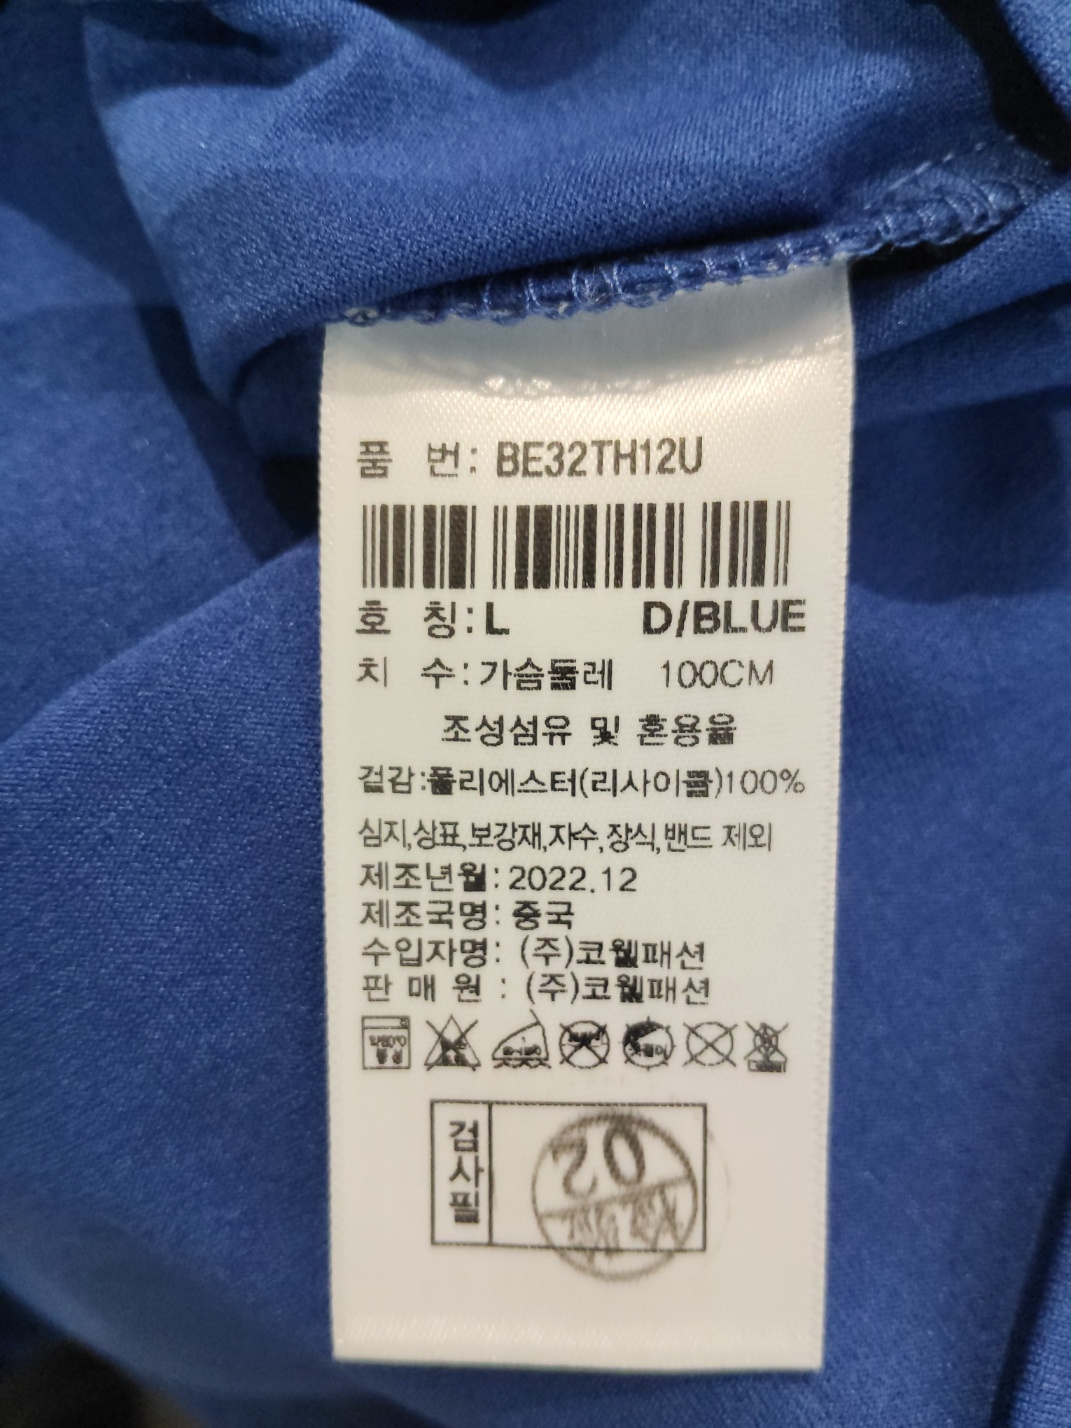 품 번: BE32TH12U
호 칭: L D/BLUE
치 수: 가슴둘레 100CM
조성섬유 및 혼용율
겉감:폴리에스터(리사이클)100%
심지,상표,보강재,자수,장식,밴드 제외
제조년월: 2022.12
제조국명: 중국
수입자명: (주)코웰패션
판 매 원 : (주)코웰패션
검사필
02